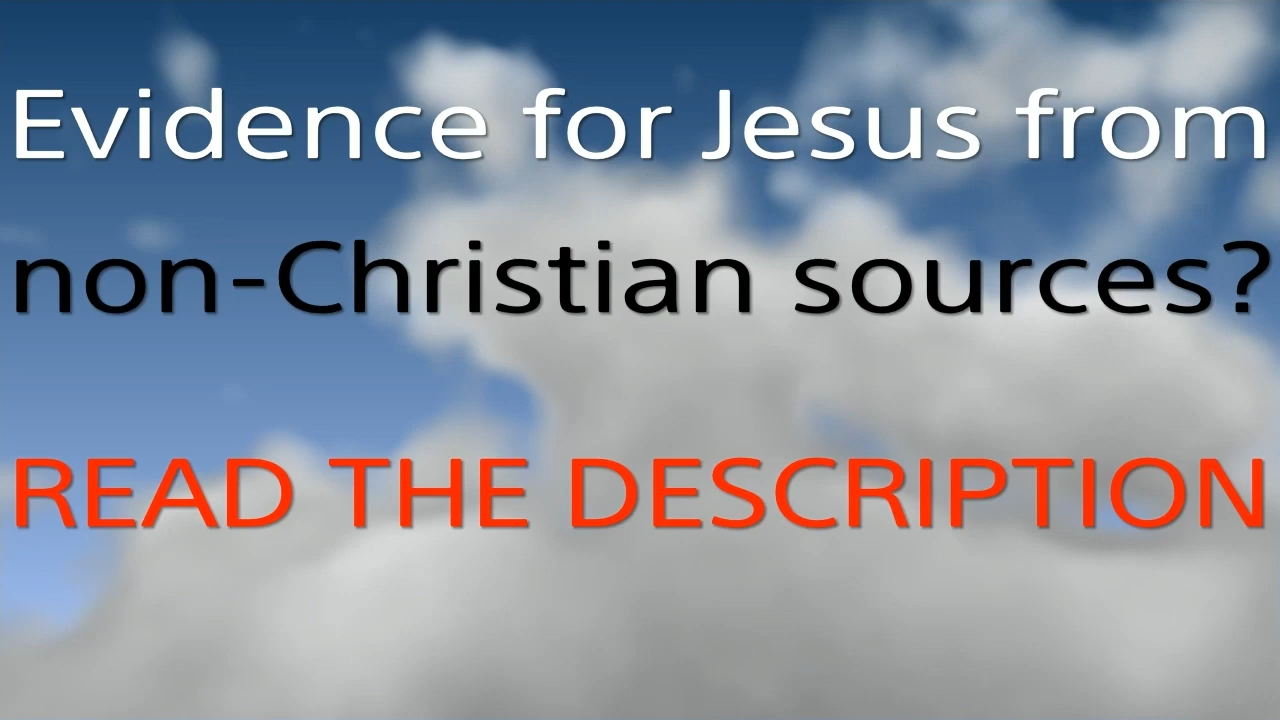 Evidence for Jesus from
non-Christian sources?
READ THE DESCRIPTION